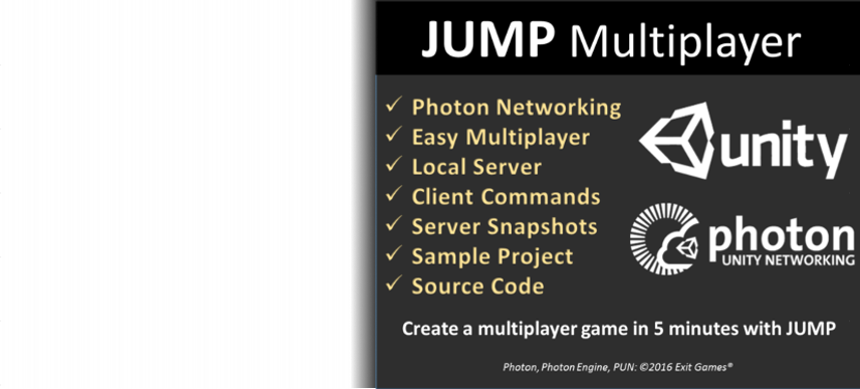 JUMP Multiplayer
✓ Photon Networking
✓ Easy Multiplayer
✓ Local Server
✓ Client Commands
✓ Server Snapshots
✓ Sample Project
✓ Source Code
unity
photon
UNITY NETWORKING
Create a multiplayer game in 5 minutes with JUMP
Photon, Photon Engine, PUN: ©2016 Exit Games®